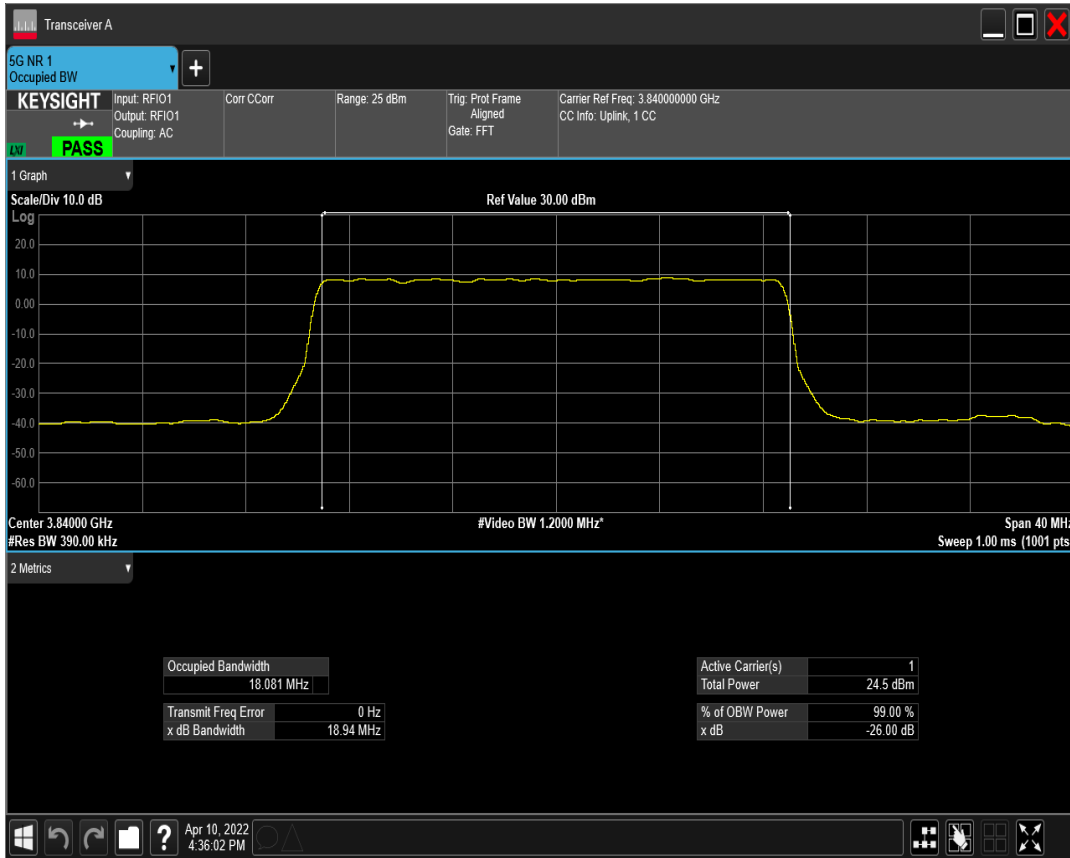 Transceiver A
5G NR 1
Occupied BW
KEYSIGHT
LXI
PASS
Input: RFIO1
Output: RFIO1
Coupling: AC
Corr CCorr
Range: 25 dBm
Trig: Prot Frame
Aligned
Gate: FFT
Carrier Ref Freq: 3.840000000 GHz
CC Info: Uplink, 1 CC
1 Graph
Scale/Div 10.0 dB
Ref Value 30.00 dBm
Log
20.0
10.0
0.00
-10.0
-20.0
-30.0
-40.0
-50.0
-60.0
Center 3.84000 GHz
#Video BW 1.2000 MHz*
Span 40 MHz
#Res BW 390.00 kHz
Sweep 1.00 ms (1001 pts
2 Metrics
Occupied Bandwidth
18.081 MHz
Transmit Freq Error 0 Hz
x dB Bandwidth 18.94 MHz
Active Carrier(s) 1
Total Power 24.5 dBm
% of OBW Power 99.00 %
x dB -26.00 dB
?
Apr 10, 2022
4:36:02 PM